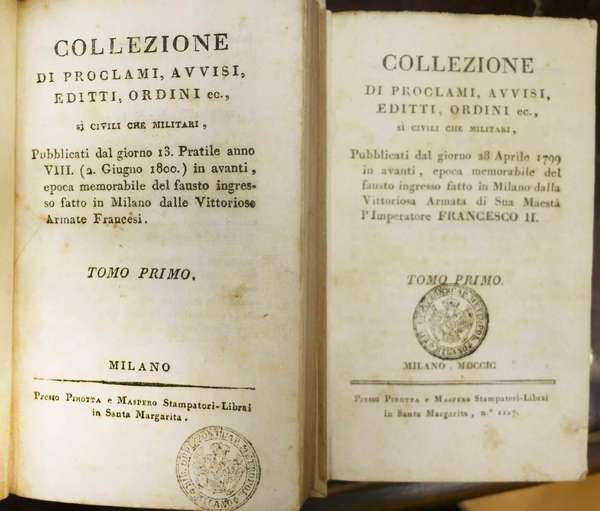 COLLEZIONE
DI PROCLAMI, AVVISI,
EDITTI, ORDINI ec.,
sì CIVILI CHE MILITARI,
Pubblicati dal giorno 13. Pratile anno
VIII. (2. Giugno 1800.) in avanti,
epoca memorabile del fausto ingres-
so fatto in Milano dalle Vittoriose
Armate Francesi.
TOMO PRIMO.
MILANO
Presso Pirotta e Maspero Stampatori-Librai
in Santa Margarita.
COLLEZIONE
DI PROCLAMI, AVVISI,
EDITTI, ORDINI ec.,
sì CIVILI CHE MILITARI,
Pubblicati dal giorno 28 Aprile 1799
in avanti, epoca memorabile del
fausto ingresso fatto in Milano dalla
Vittoriosa Armata di Sua Maestà
l'Imperatore FRANCESCO II.
TOMO PRIMO.
MILANO. MDCCIC
Presso Pirotta e Maspero Stampatori-Librai
in Santa Margarita, n.° 1127.